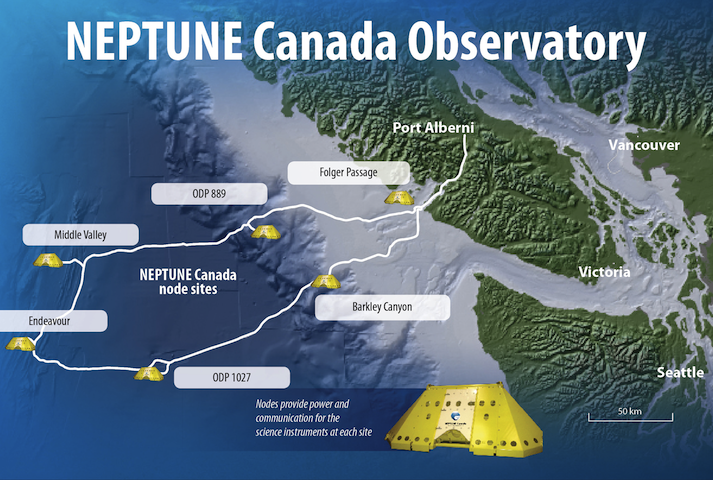 NEPTUNE Canada Observatory
Port Alberni
Vancouver
Folger Passage
ODP 889
Middle Valley
NEPTUNE Canada
node sites
Victoria
Barkley Canyon
Endeavour
Seattle
ODP 1027
Nodes provide power and
communication for the
science instruments at each site
50 km